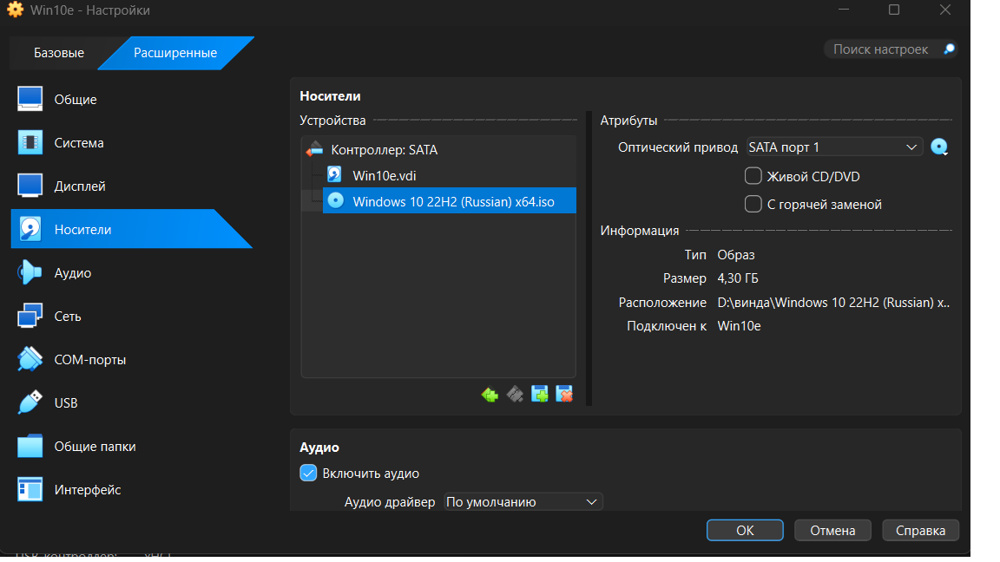 Win10e - Настройки
Базовые
Расширенные
Поиск настроек
Общие
Система
Дисплей
Носители
Аудио
Сеть
COM-порты
USB
Общие папки
Интерфейс
Носители
Устройства
Контроллер: SATA
Win10e.vdi
Windows 10 22H2 (Russian) x64.iso
Атрибуты
Оптический привод SATA порт 1
Живой CD/DVD
С горячей заменой
Информация
Тип Образ
Размер 4,30 ГБ
Расположение D:\винда\Windows 10 22H2 (Russian) x..
Подключен к Win10e
Аудио
Включить аудио
Аудио драйвер По умолчанию
OK
Отмена
Справка